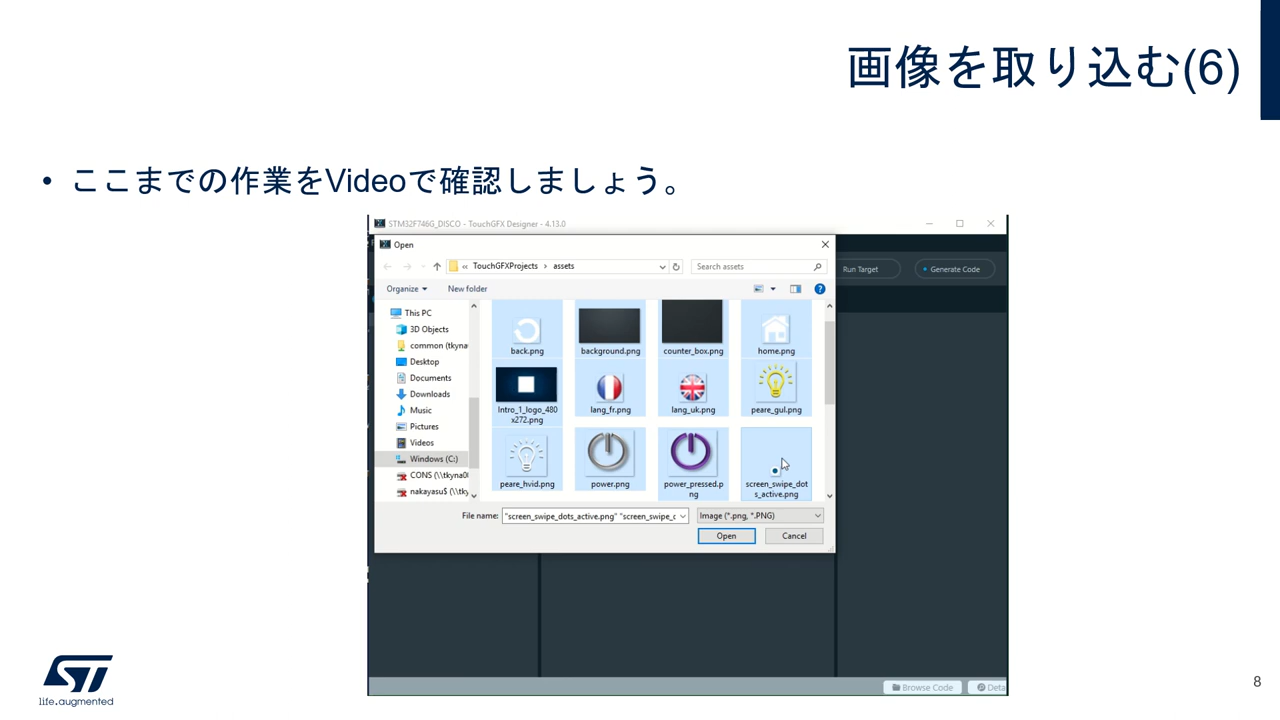 画像を取り込む(6)
• ここまでの作業をVideoで確認しましょう。
STM32F746G_DISCO - TouchGFX Designer - 4.13.0
Open
« TouchGFXProjects › assets
Search assets
Run Target
Generate Code
Organize
New folder
This PC
3D Objects
common (tkyna
Desktop
Documents
Downloads
Music
Pictures
Videos
Windows (C:)
CONS (\\tkyna0
nakayasu$ (\\tky
back.png
background.png
counter_box.png
home.png
Intro_1_logo_480
x272.png
lang_fr.png
lang_uk.png
peare_gul.png
peare_hvid.png
power.png
power_pressed.p
ng
screen_swipe_dot
s_active.png
File name:
"screen_swipe_dots_active.png" "screen_swipe_c
Image (*.png, *.PNG)
Open
Cancel
Browse Code
Deta
ST
life.augmented
8